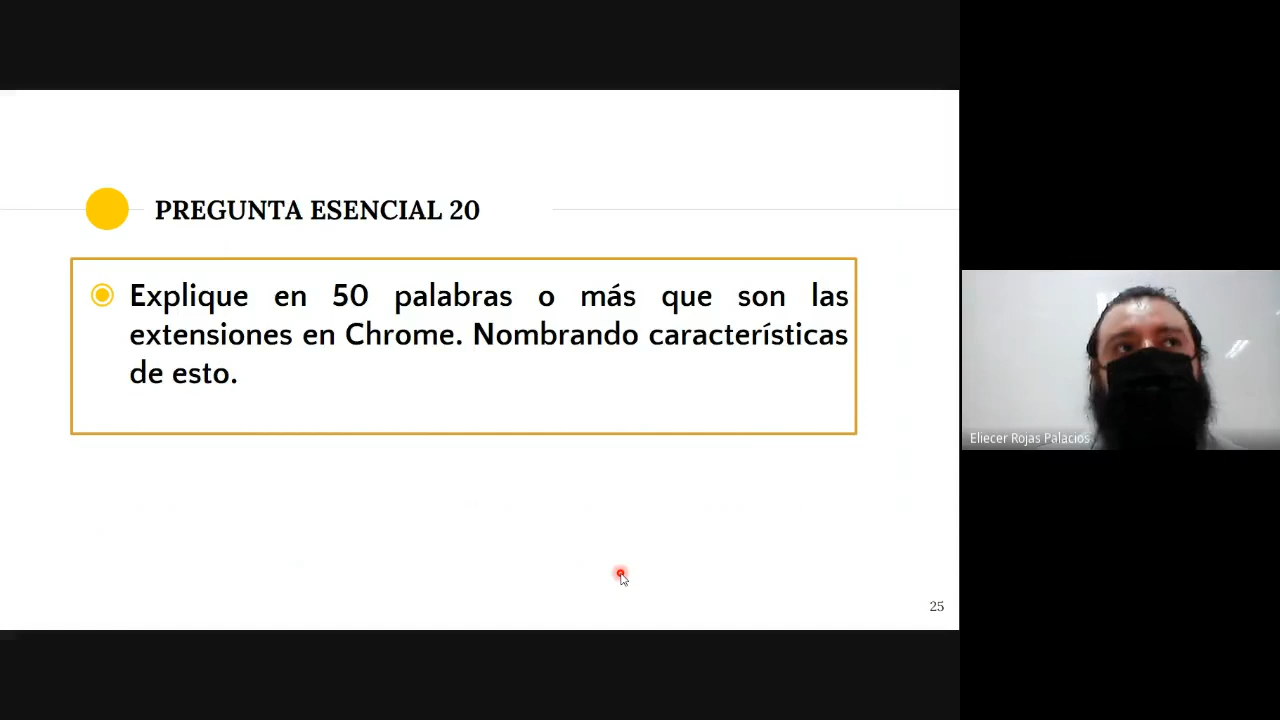 PREGUNTA ESENCIAL 20
Explique en 50 palabras o más que son las
extensiones en Chrome. Nombrando características
de esto.
Eliecer Rojas Palacios
25